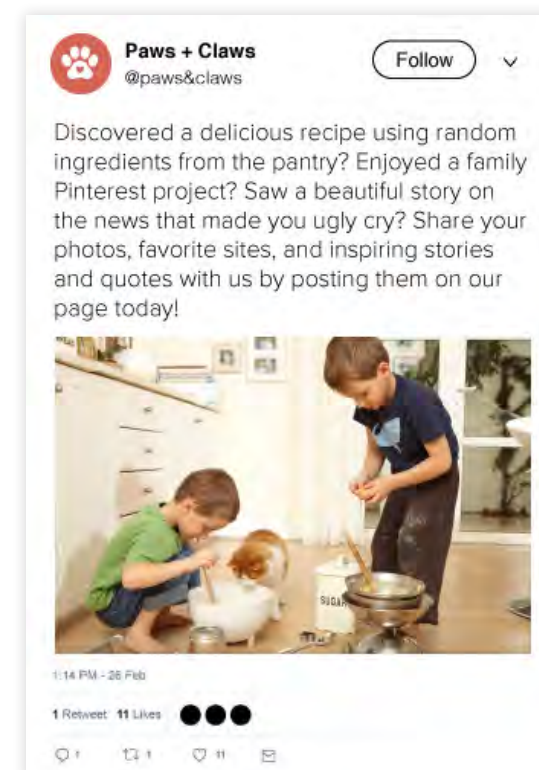 Paws + Claws
@paws&claws
Follow
Discovered a delicious recipe using random
ingredients from the pantry? Enjoyed a family
Pinterest project? Saw a beautiful story on
the news that made you ugly cry? Share your
photos, favorite sites, and inspiring stories
and quotes with us by posting them on our
page today!
SUGAR
1:14 PM - 26 Feb
1 Retweet 11 Likes
1 1 11